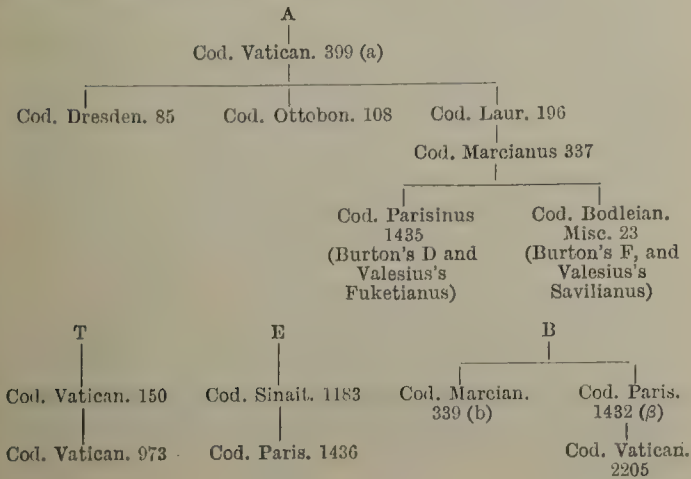 A
Cod. Vatican. 399 (a)
Cod. Dresden. 85 Cod. Ottobon. 108 Cod. Laur. 196
Cod. Marcianus 337
Cod. Parisinus
1435
(Burton's D and
Valesius's
Fuketianus)
Cod. Bodleian.
Misc. 23
(Burton's F, and
Valesius's
Savilianus)
T E B
Cod. Vatican. 150 Cod. Sinait. 1183 Cod. Marcian.
339 (b)
Cod. Paris.
1432 (β)
Cod. Vatican. 973 Cod. Paris. 1436 Cod. Vatican.
2205